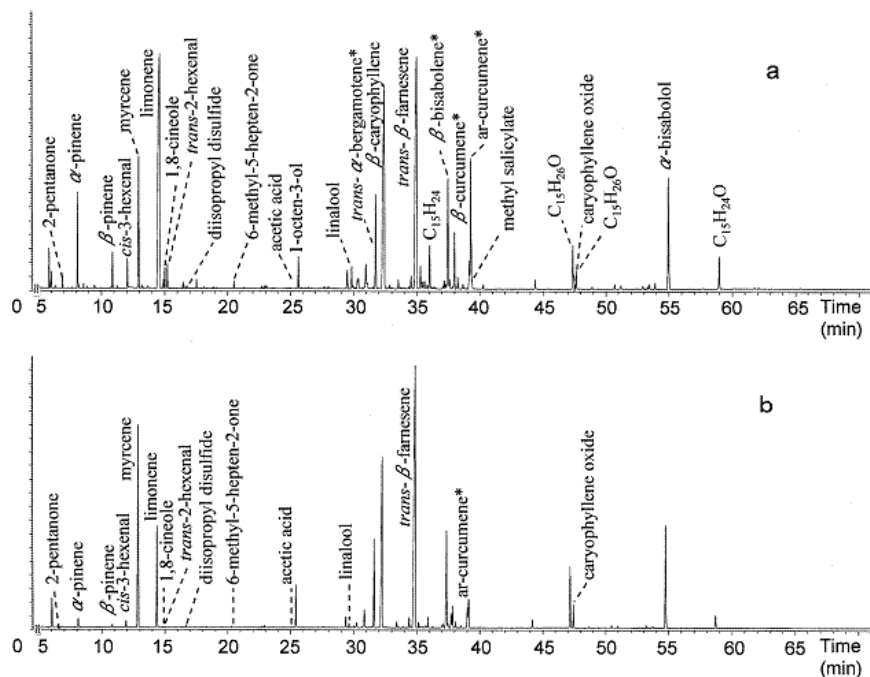 a
2-pentanone
α-pinene
β-pinene
cis-3-hexenal
myrcene
limonene
1,8-cineole
trans-2-hexenal
diisopropyl disulfide
6-methyl-5-hepten-2-one
acetic acid
1-octen-3-ol
linalool
trans- α-bergamotene*
β-caryophyllene
trans- β-farnesene
C₁₅H₂₄
β-bisabolene*
β-curcumene*
ar-curcumene*
methyl salicylate
C₁₅H₂₆O
caryophyllene oxide
C₁₅H₂₆O
α-bisabolol
C₁₅H₂₄O
0 5 10 15 20 25 30 35 40 45 50 55 60 65 Time
(min)
b
2-pentanone
α-pinene
β-pinene
cis-3-hexenal
myrcene
limonene
1,8-cineole
trans-2-hexenal
diisopropyl disulfide
6-methyl-5-hepten-2-one
acetic acid
linalool
trans- β-farnesene
ar-curcumene*
caryophyllene oxide
0 5 10 15 20 25 30 35 40 45 50 55 60 65 Time
(min)